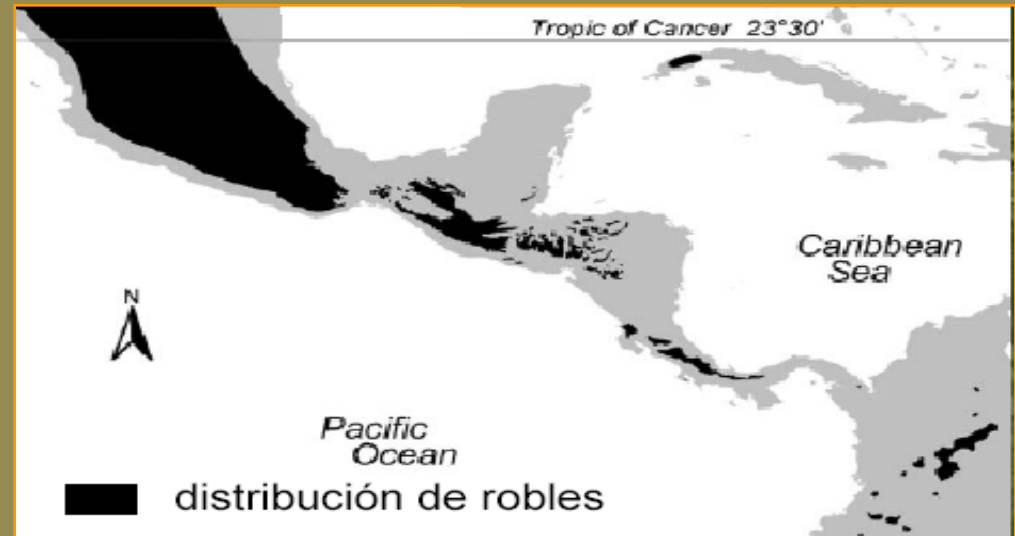 Tropic of Cancer 23°30'
Caribbean
Sea
N
Pacific
Ocean
distribución de robles